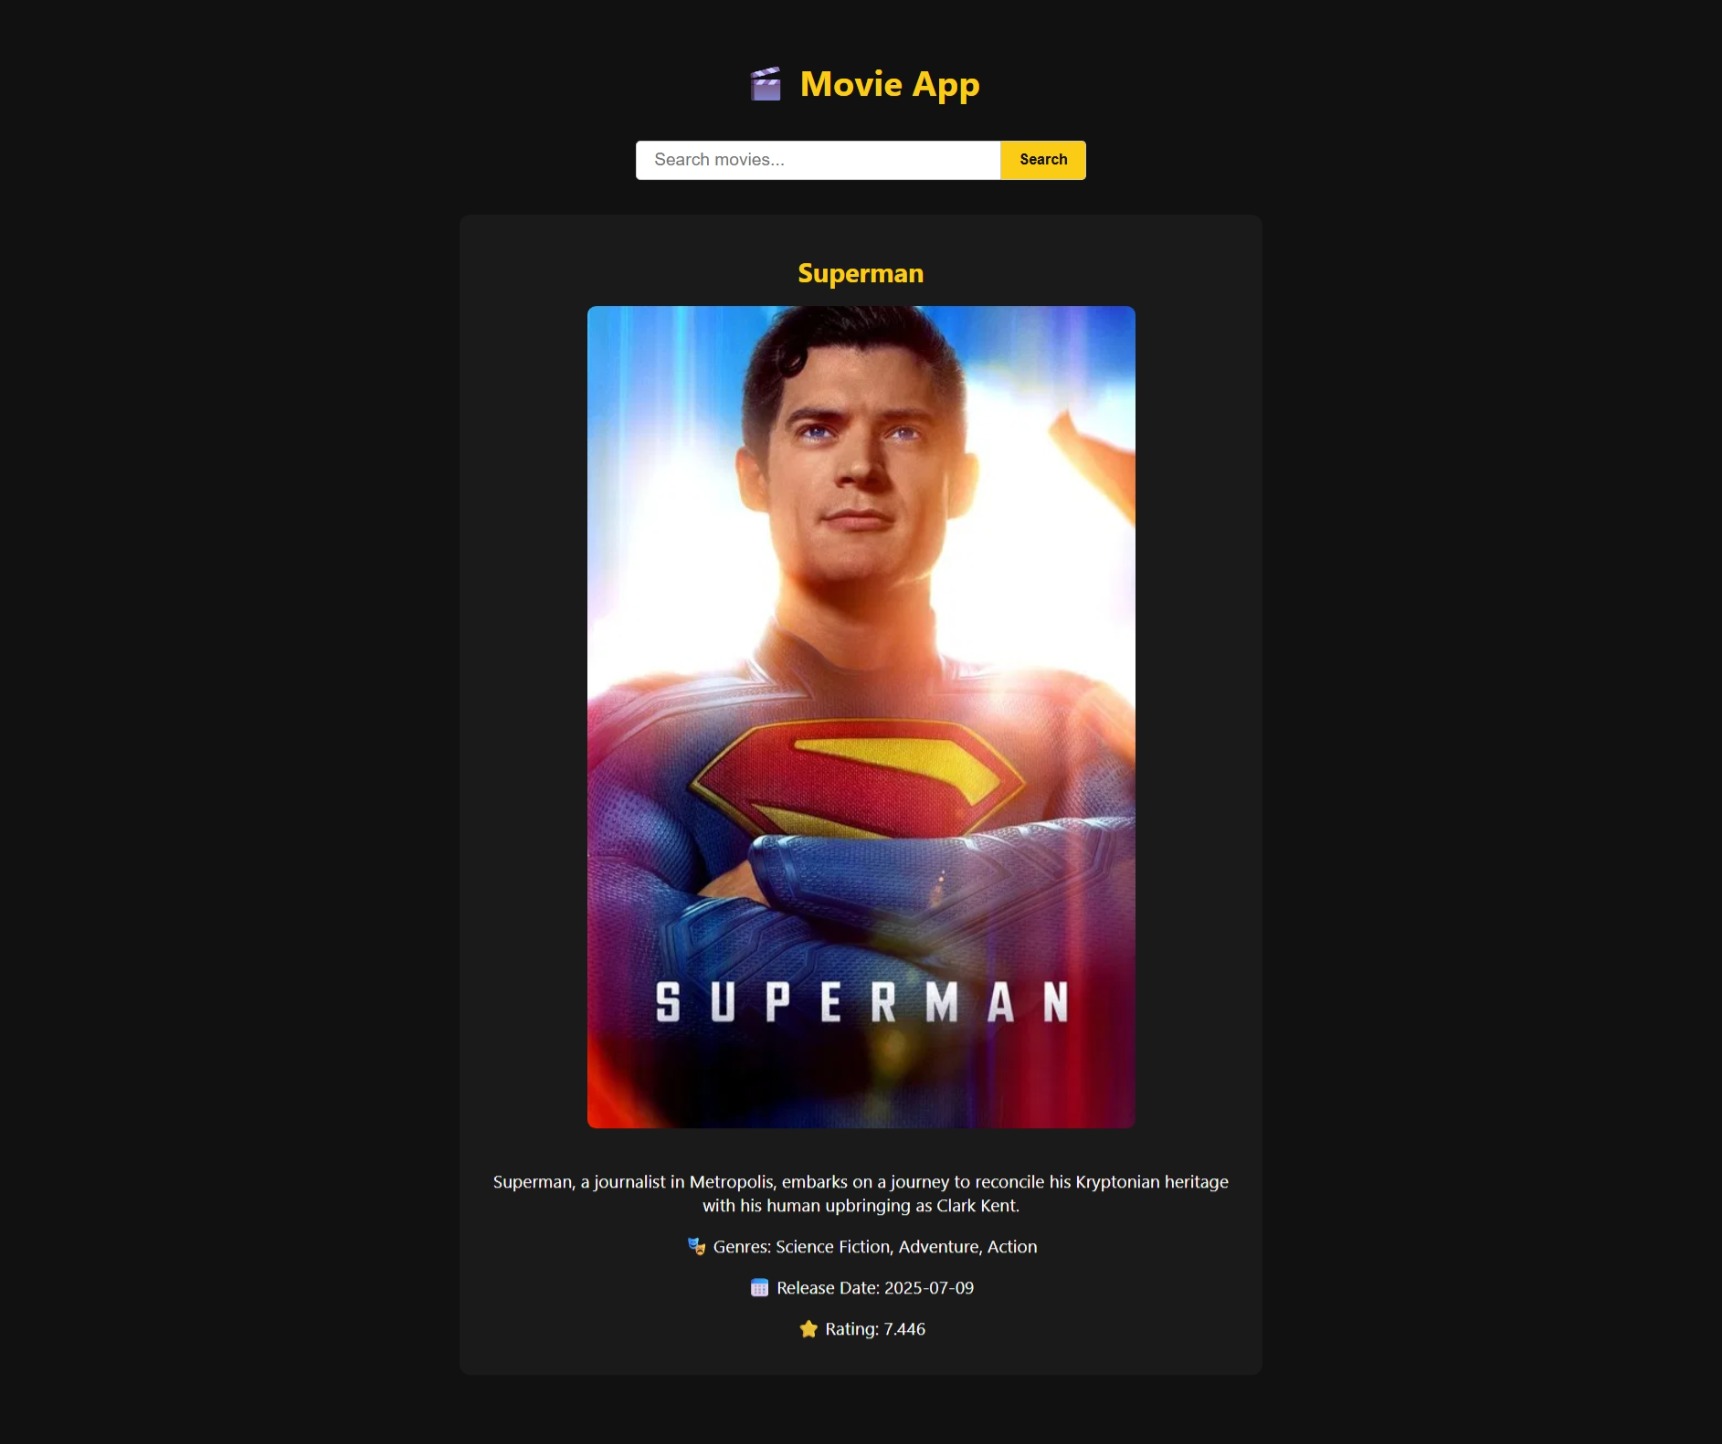 Movie App
Search movies...
Search
Superman
SUPERMAN
Superman, a journalist in Metropolis, embarks on a journey to reconcile his Kryptonian heritage
with his human upbringing as Clark Kent.
Genres: Science Fiction, Adventure, Action
Release Date: 2025-07-09
Rating: 7.446